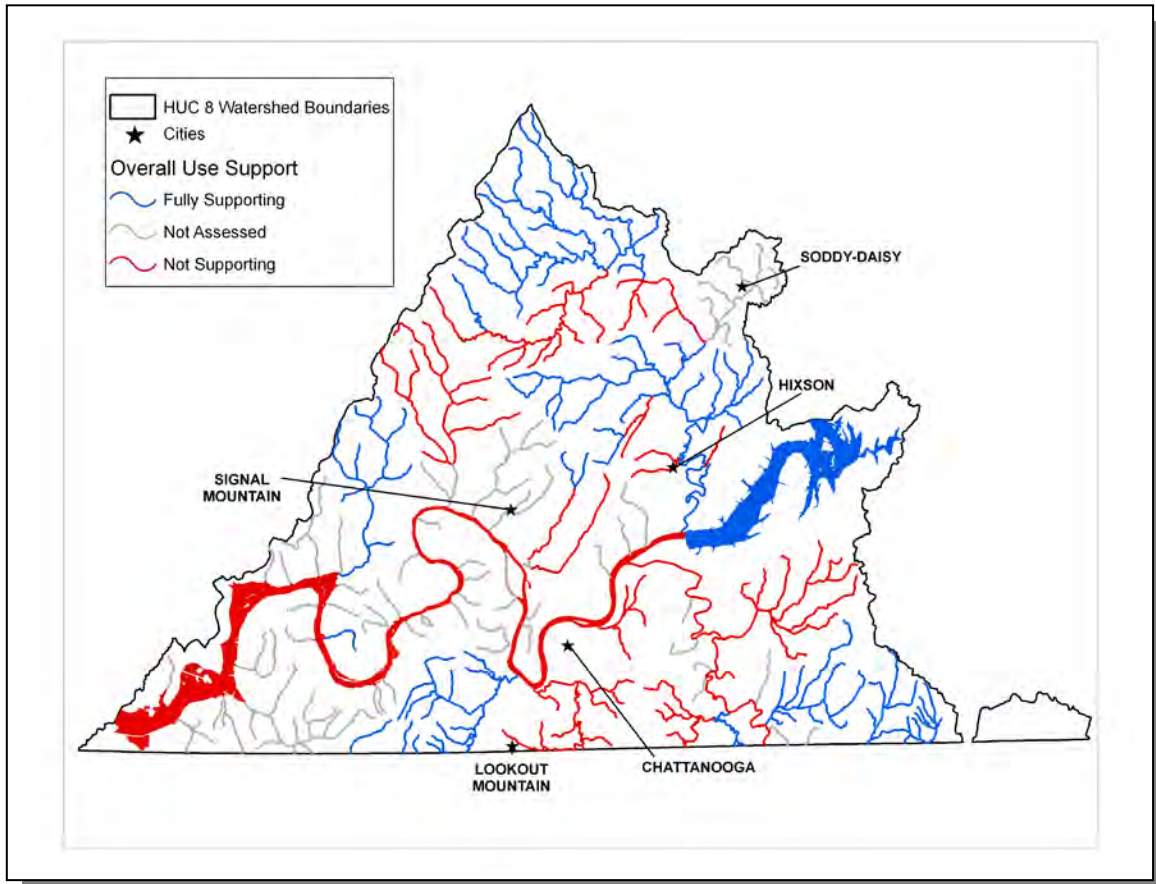 HUC 8 Watershed Boundaries
Cities
Overall Use Support
Fully Supporting
Not Assessed
Not Supporting
SODDY-DAISY
HIXSON
SIGNAL
MOUNTAIN
LOOKOUT
MOUNTAIN
CHATTANOOGA